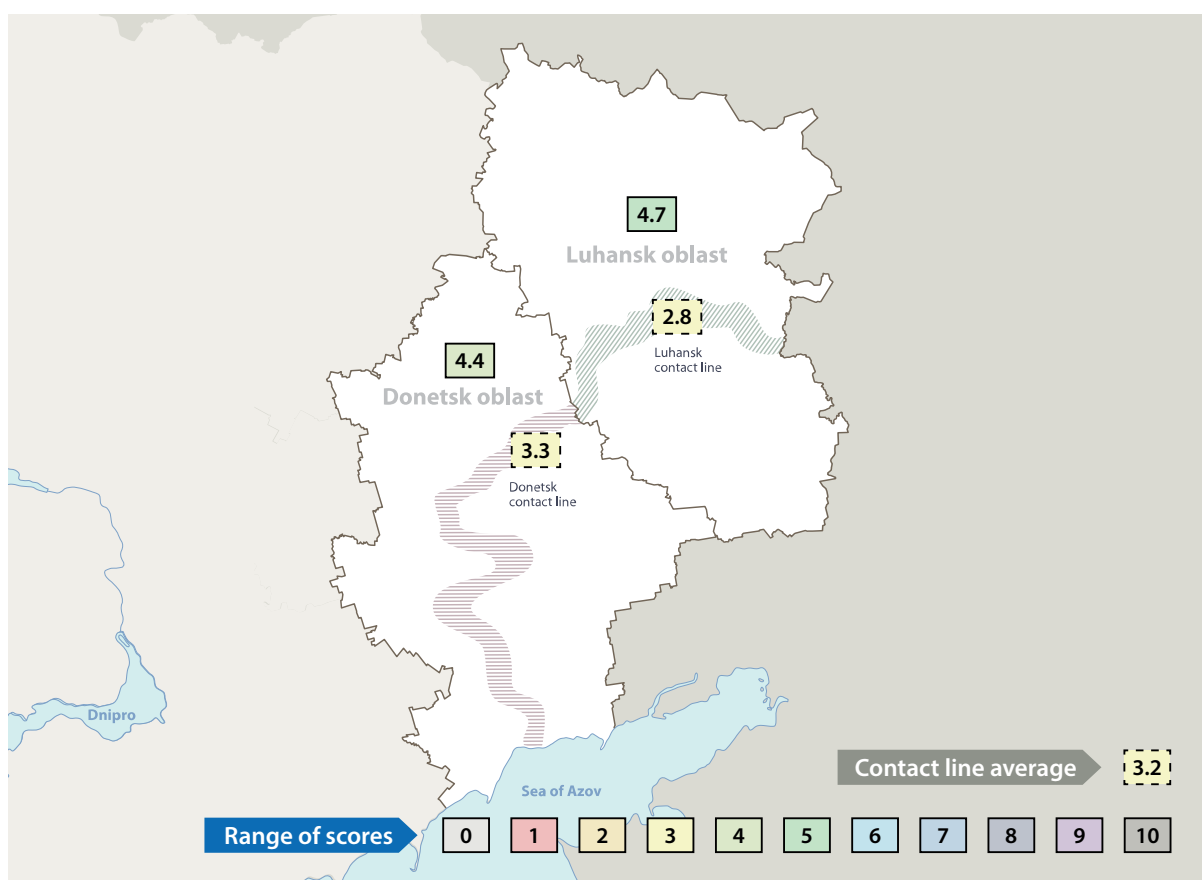 4.7
Luhansk oblast
2.8
Luhansk
contact line
4.4
Donetsk oblast
3.3
Donetsk
contact line
Dnipro
Sea of Azov
Contact line average 3.2
Range of scores 0 1 2 3 4 5 6 7 8 9 10